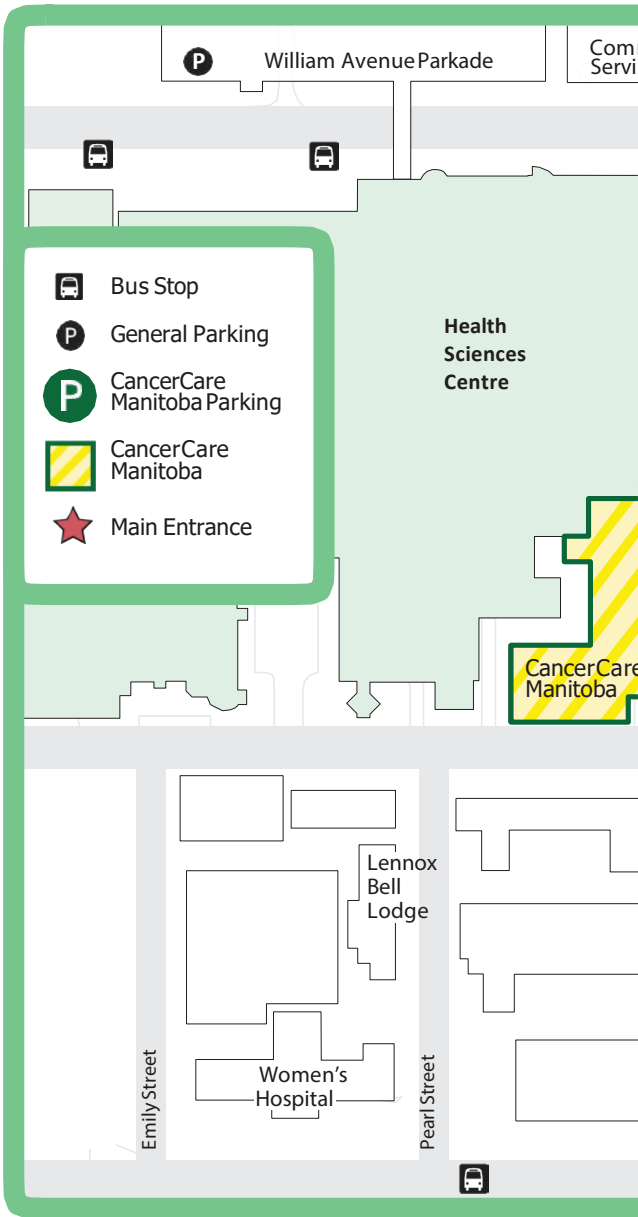 P
William Avenue Parkade
Com
Servi
Bus Stop
P
General Parking
P
CancerCare
Manitoba Parking
CancerCare
Manitoba
Main Entrance
Health
Sciences
Centre
CancerCare
Manitoba
Lennox
Bell
Lodge
Women's
Hospital
Emily Street
Pearl Street